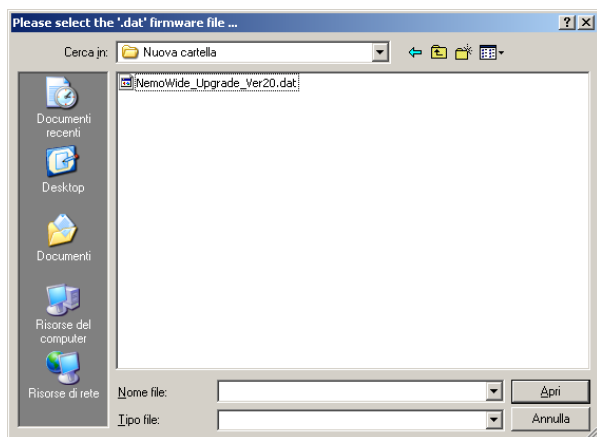 Please select the '.dat' firmware file ...
Cerca in:
Nuova cartella
NemoWide_Upgrade_Ver20.dat
Documenti
recenti
Desktop
Documenti
Risorse del
computer
Risorse di rete
Nome file:
Apri
Tipo file:
Annulla